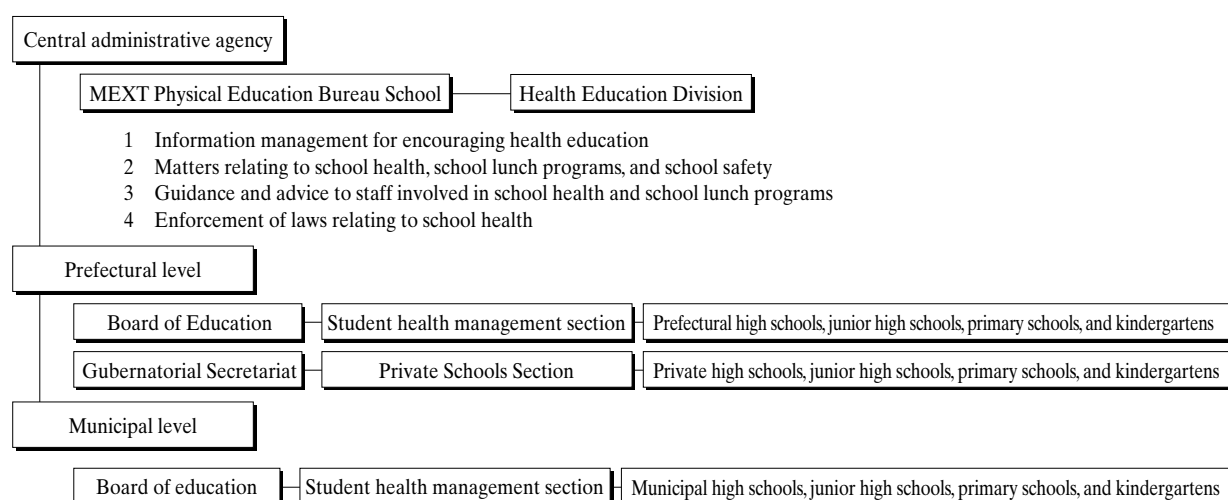 Central administrative agency
MEXT Physical Education Bureau School
Health Education Division
1 Information management for encouraging health education
2 Matters relating to school health, school lunch programs, and school safety
3 Guidance and advice to staff involved in school health and school lunch programs
4 Enforcement of laws relating to school health
Prefectural level
Board of Education
Student health management section
Prefectural high schools, junior high schools, primary schools, and kindergartens
Gubernatorial Secretariat
Private Schools Section
Private high schools, junior high schools, primary schools, and kindergartens
Municipal level
Board of education
Student health management section
Municipal high schools, junior high schools, primary schools, and kindergartens